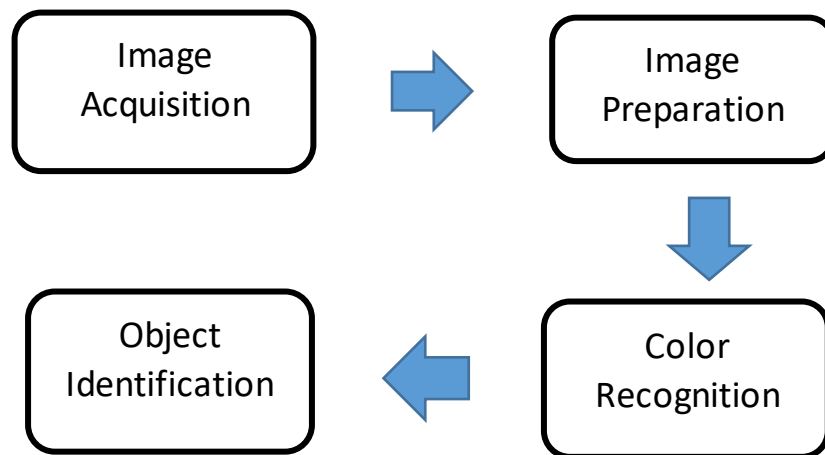 Image
Acquisition
Image
Preparation
Color
Recognition
Object
Identification